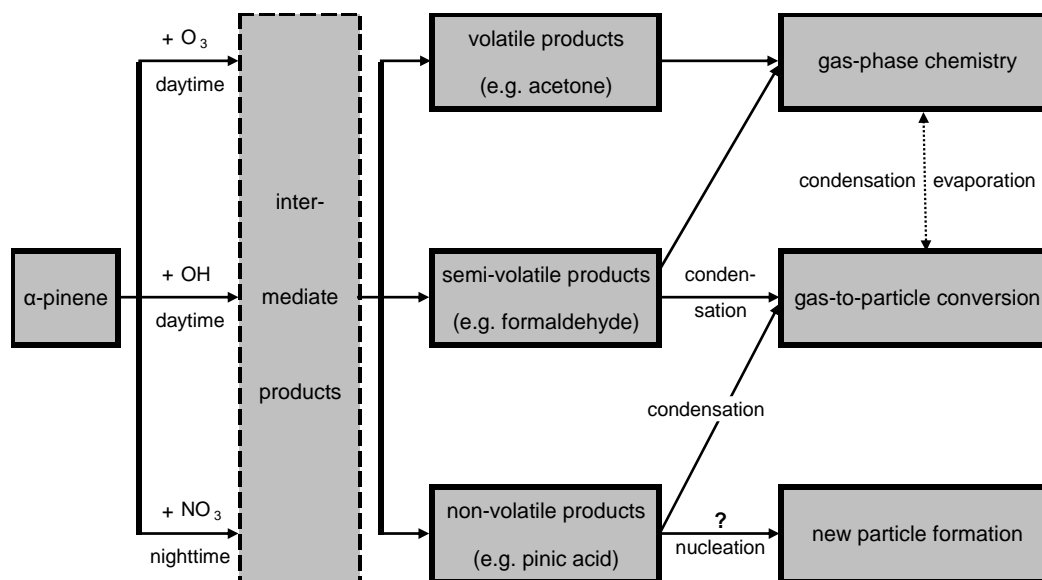 α-pinene
+ O3
daytime
+ OH
daytime
+ NO3
nighttime
inter-
mediate
products
volatile products
(e.g. acetone)
semi-volatile products
(e.g. formaldehyde)
non-volatile products
(e.g. pinic acid)
conden-
sation
condensation
?
nucleation
gas-phase chemistry
condensation evaporation
gas-to-particle conversion
new particle formation